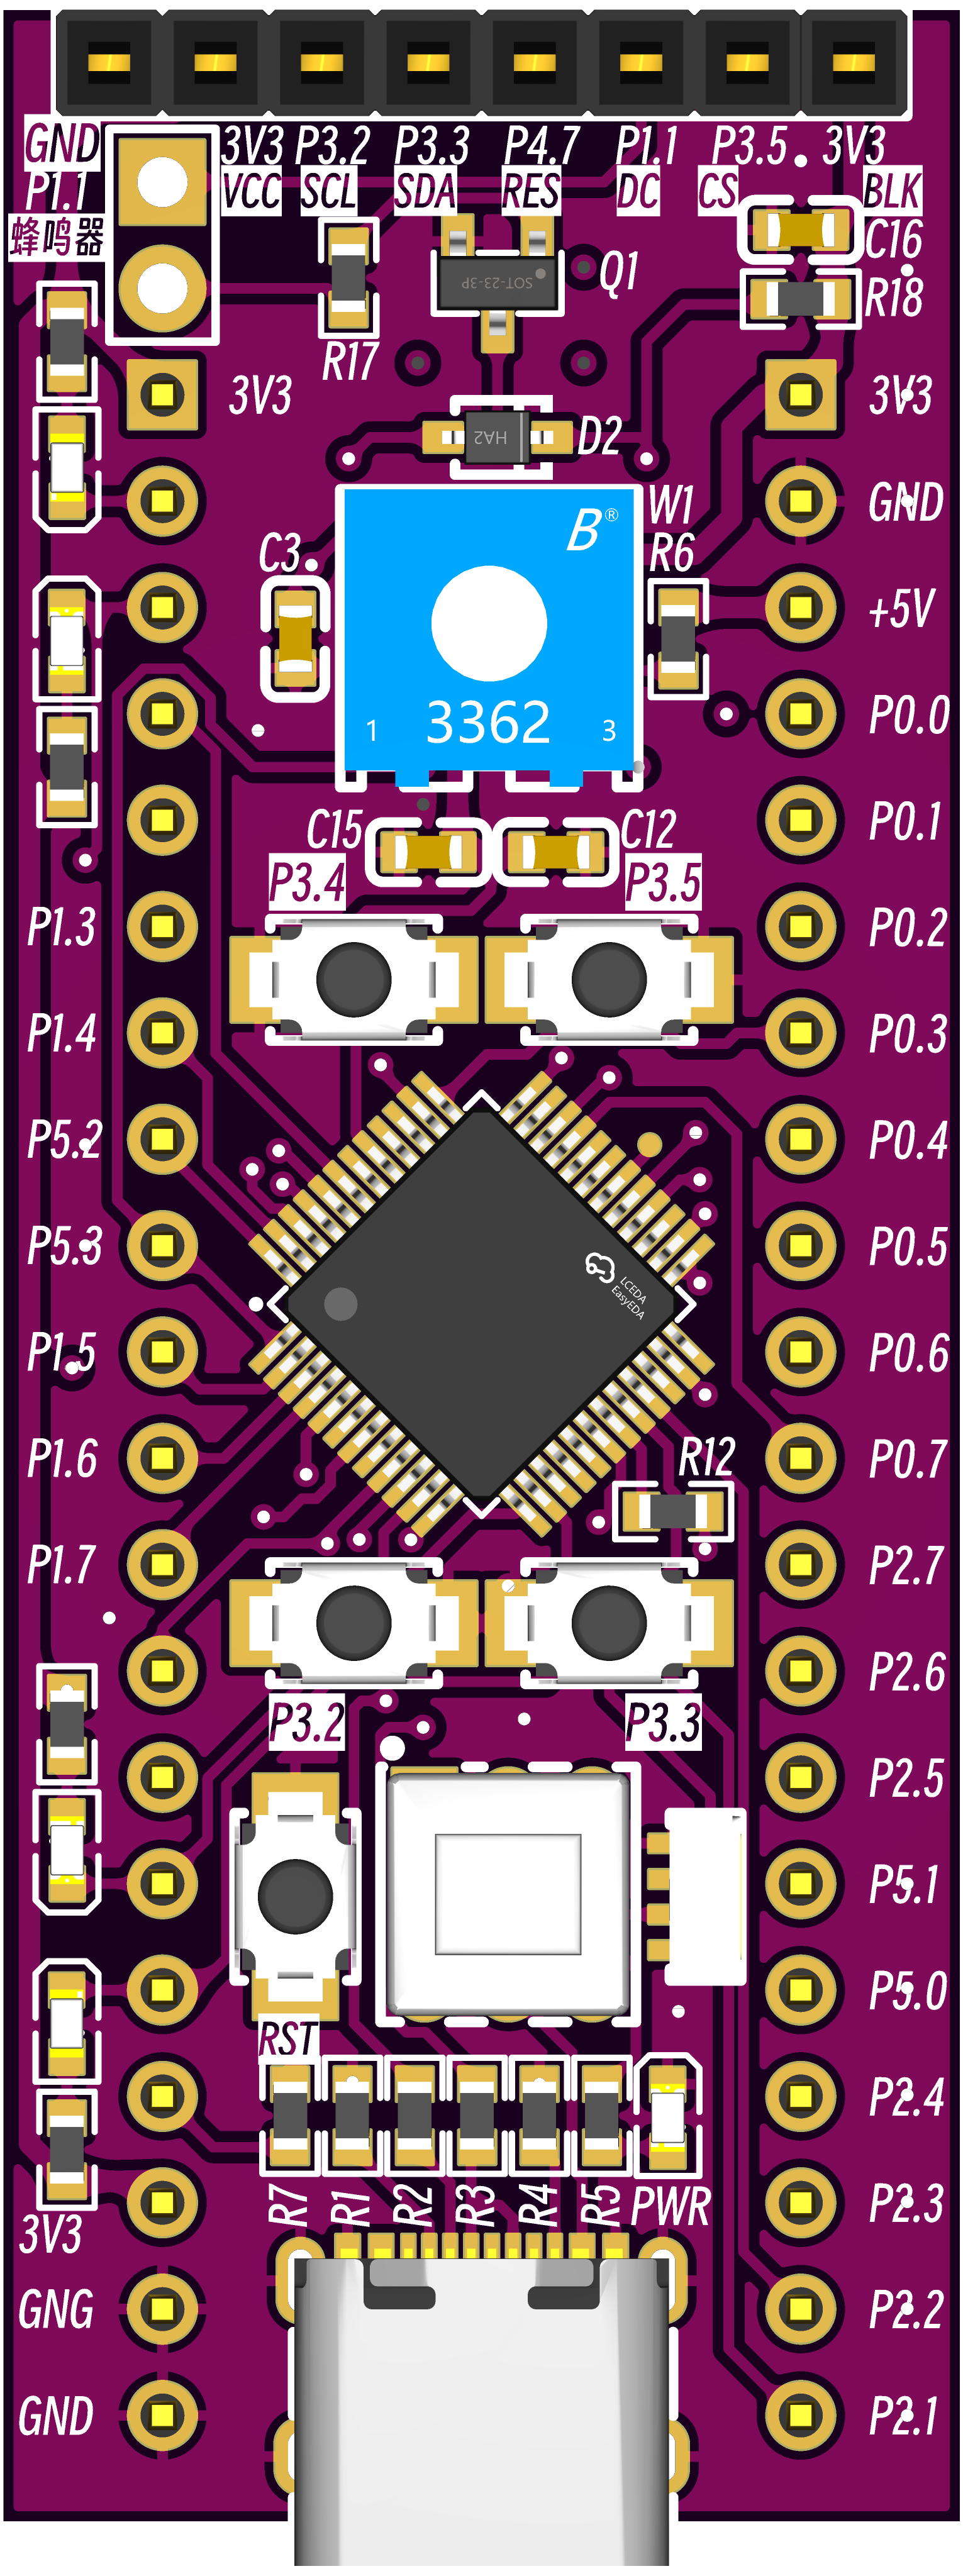 GND 3V3 P3.2 P3.3 P4.7 P1.1 P3.5 3V3
P1.1 VCC SCL SDA RES DC CS BLK
蜂鸣器
C16
SOT-23-3P
Q1
R18
R17
3V3
3V3
HA2
D2
B®
W1
GND
C3
R6
+5V
P0.0
1 3362 3
P0.1
C15 C12
P3.4 P3.5
P1.3
P0.2
P1.4
P0.3
P5.2
P0.4
P5.3
P0.5
LCEDA
EasyEDA
P1.5
P0.6
P1.6
R12
P0.7
P1.7
P2.7
P2.6
P3.2 P3.3
P2.5
P5.1
P5.0
RST
P2.4
R7 R1 R2 R3 R4 R5 PWR
P2.3
3V3
GNG
P2.2
GND
P2.1